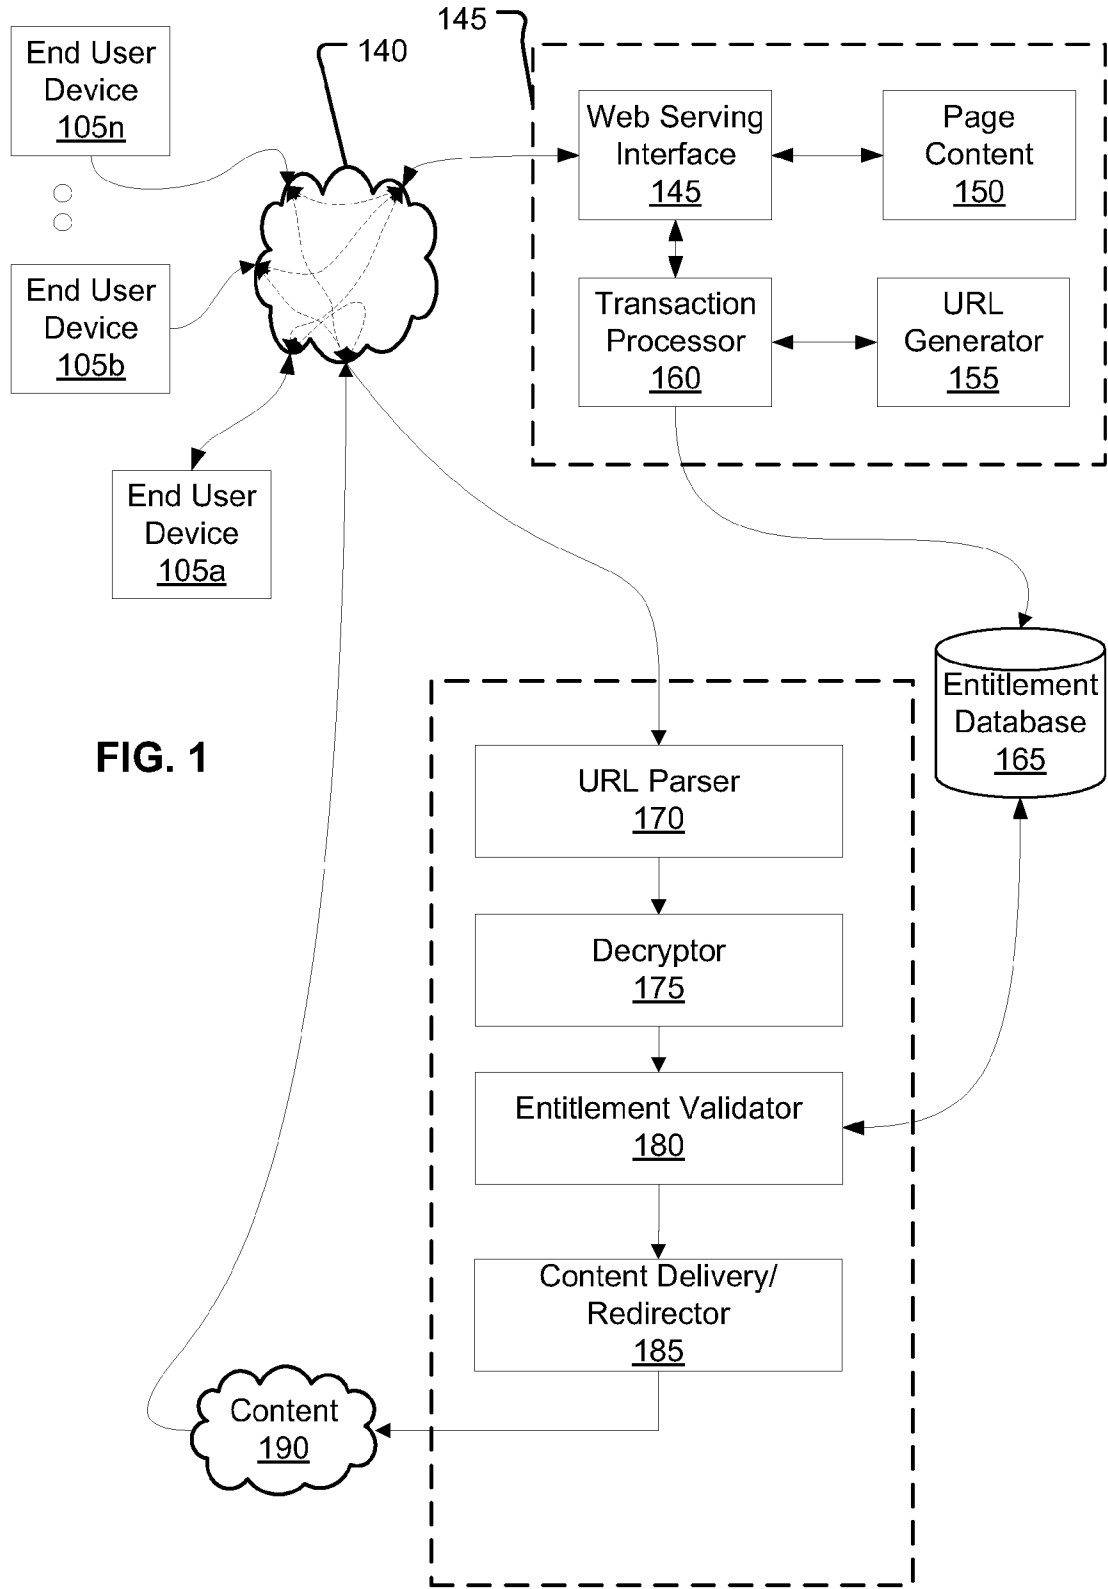 145
140
End User
Device
105n
Web Serving
Interface
145
Page
Content
150
End User
Device
105b
Transaction
Processor
160
URL
Generator
155
End User
Device
105a
Entitlement
Database
165
FIG. 1
URL Parser
170
Decryptor
175
Entitlement Validator
180
Content Delivery/
Redirector
185
Content
190